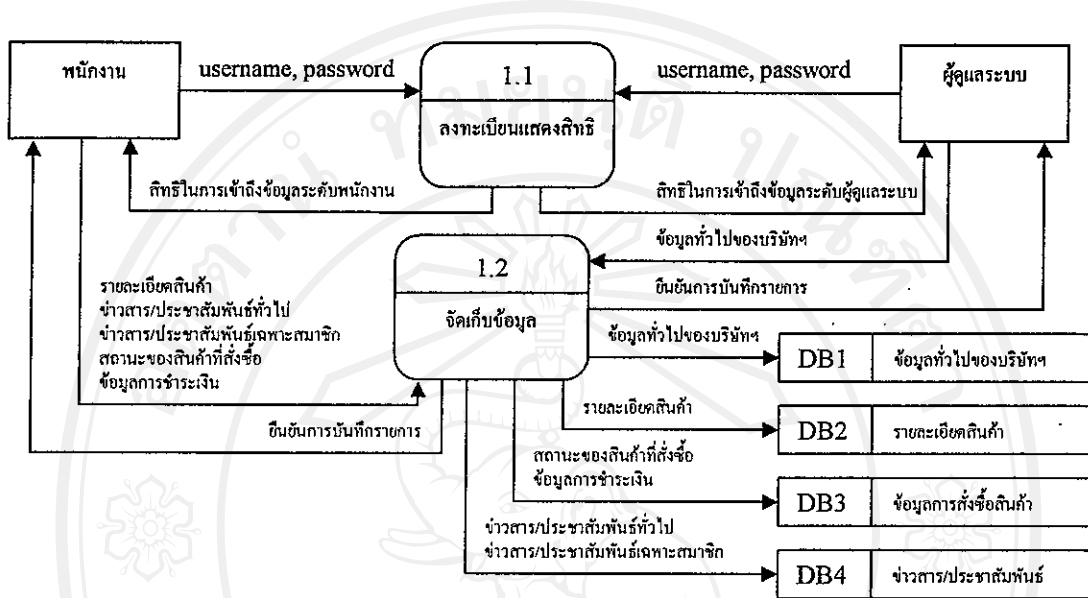 พนักงาน
username, password
1.1
ลงทะเบียนแสดงสิทธิ
username, password
ผู้ดูแลระบบ
สิทธิในการเข้าถึงข้อมูลระดับพนักงาน
สิทธิในการเข้าถึงข้อมูลระดับผู้ดูแลระบบ
ข้อมูลทั่วไปของบริษัทฯ
1.2
จัดเก็บข้อมูล
ยืนยันการบันทึกรายการ
รายละเอียดสินค้า
ข่าวสาร/ประชาสัมพันธ์ทั่วไป
ข่าวสาร/ประชาสัมพันธ์เฉพาะสมาชิก
สถานะของสินค้าที่สั่งซื้อ
ข้อมูลการชำระเงิน
ข้อมูลทั่วไปของบริษัทฯ
DB1 ข้อมูลทั่วไปของบริษัทฯ
ยืนยันการบันทึกรายการ
รายละเอียดสินค้า
DB2 รายละเอียดสินค้า
สถานะของสินค้าที่สั่งซื้อ
ข้อมูลการชำระเงิน
DB3 ข้อมูลการสั่งซื้อสินค้า
ข่าวสาร/ประชาสัมพันธ์ทั่วไป
ข่าวสาร/ประชาสัมพันธ์เฉพาะสมาชิก
DB4 ข่าวสาร/ประชาสัมพันธ์